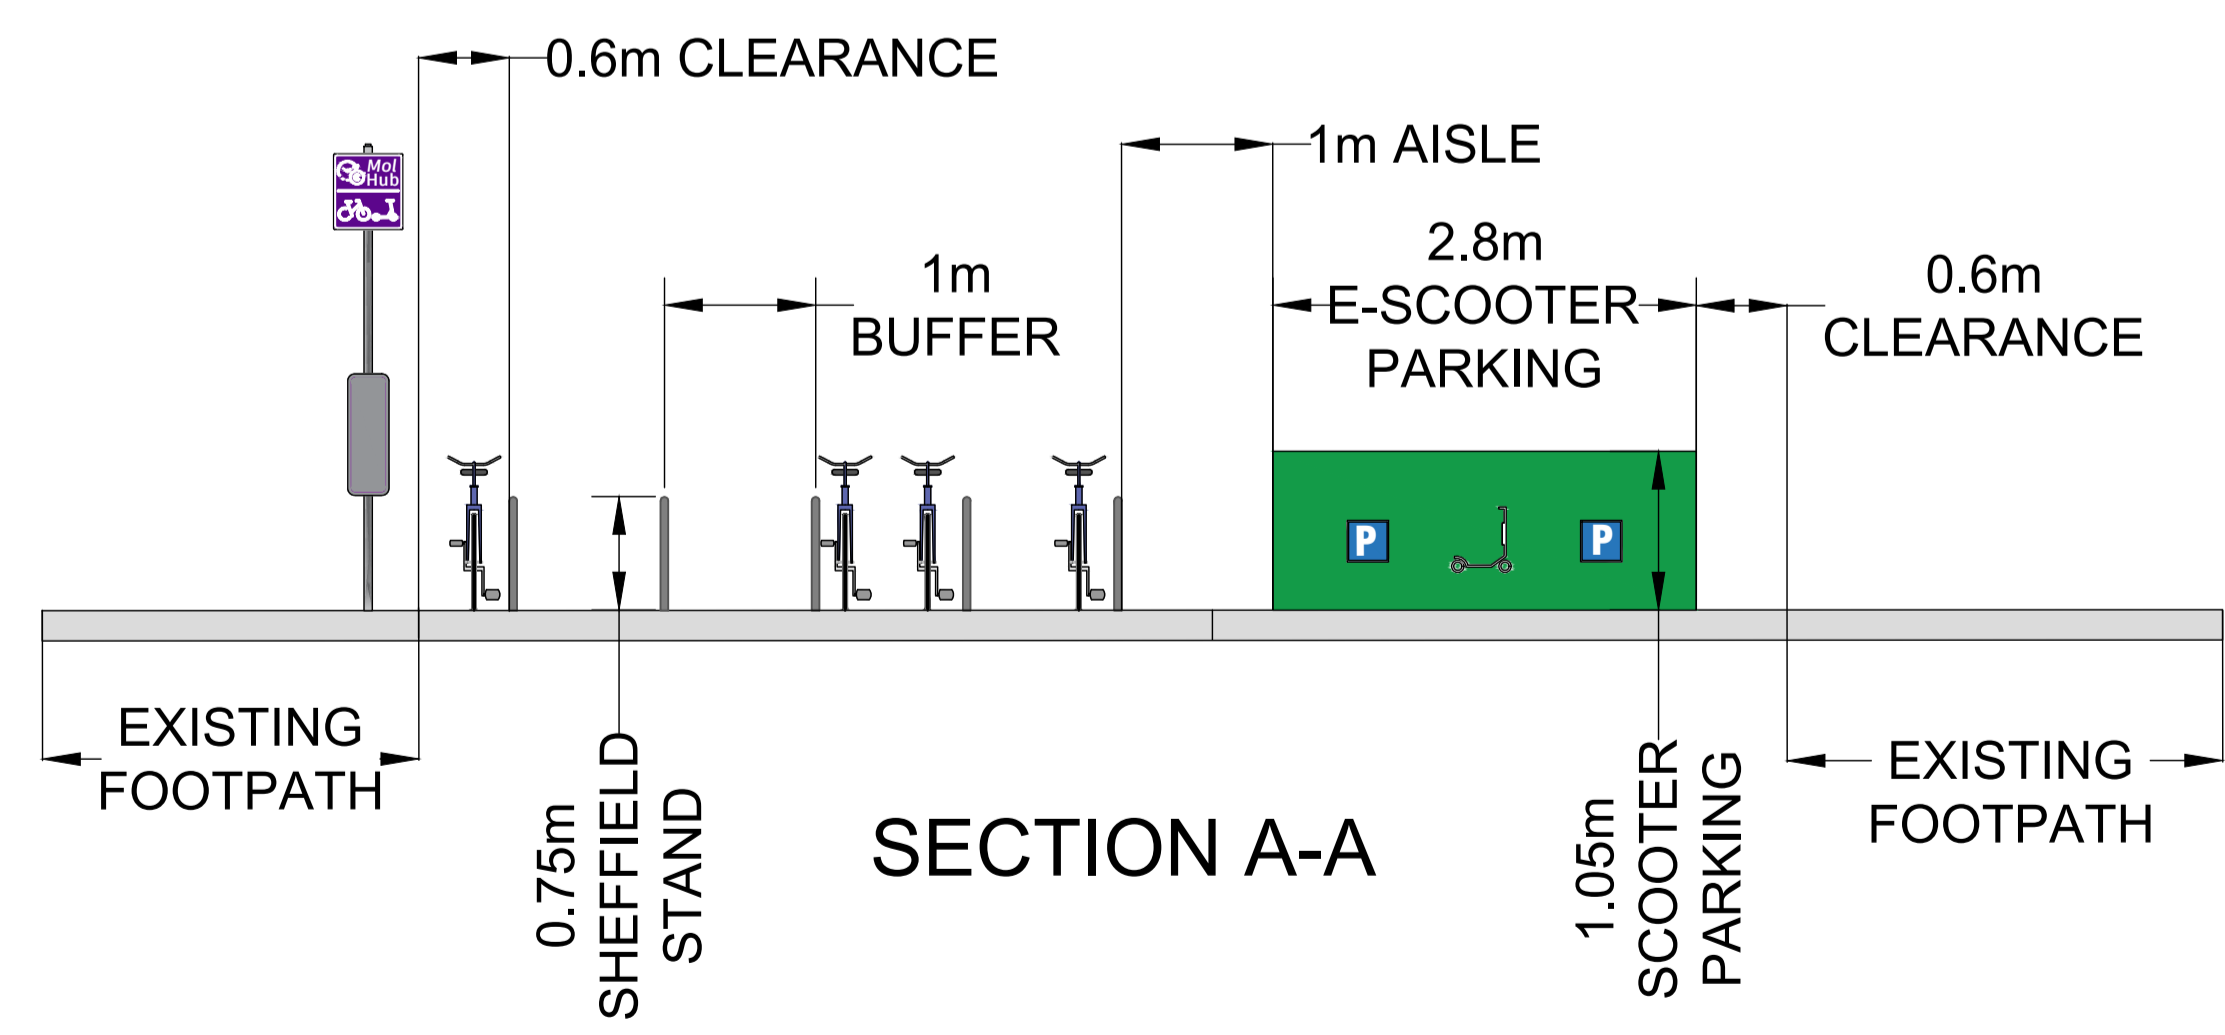 0.6m CLEARANCE
1m AISLE
Mol
Hub
2.8m
E-SCOOTER
PARKING
1m
BUFFER
0.6m
CLEARANCE
P
P
EXISTING
FOOTPATH
0.75m
SHEFFIELD
STAND
SECTION A-A
1.05m
SCOOTER
PARKING
EXISTING
FOOTPATH